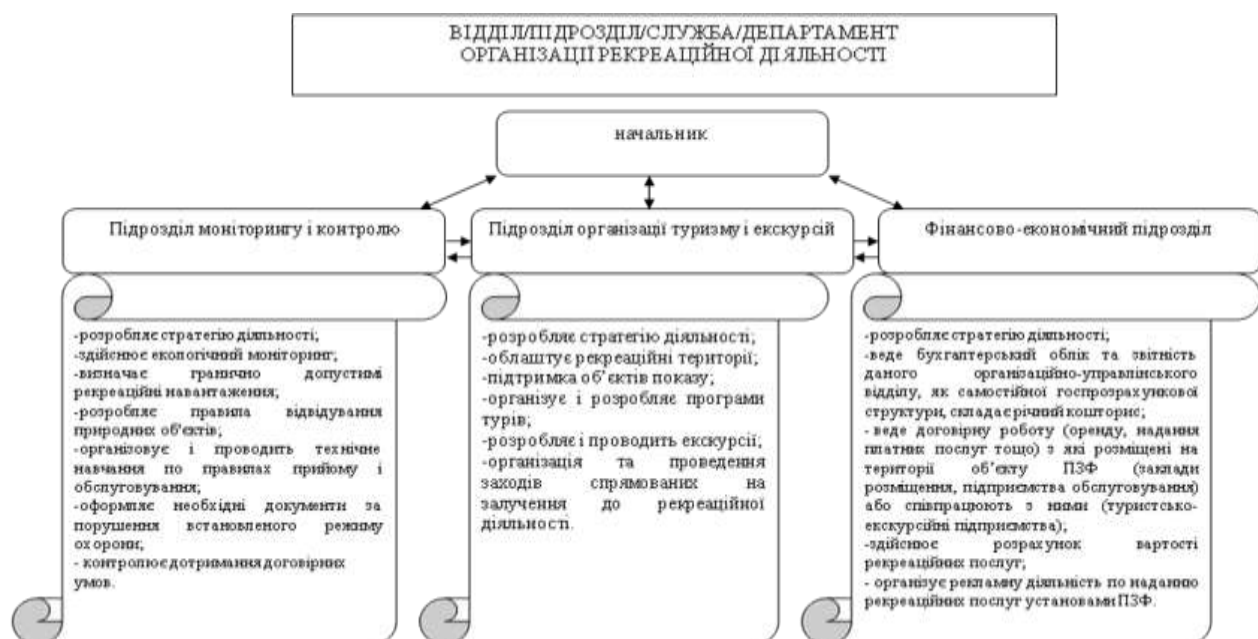 ВІДДІЛ/ПІДРОЗДІЛ/СЛУЖБА/ДЕПАРТАМЕНТ
ОРГАНІЗАЦІЇ РЕКРЕАЦІЙНОЇ ДІЯЛЬНОСТІ
начальник
Підрозділ моніторингу і контролю
Підрозділ організації туризму і екскурсій
Фінансово-економічний підрозділ
-розробляє стратегію діяльності;
-здійснює екологічний моніторинг;
-визначає гранично допустимі
рекреаційні навантаження;
-розробляє правила відвідування
природних об'єктів;
-організовує і проводить технічне
навчання по правилах прийому і
обслуговування;
-оформляє необхідні документи за
порушення встановленого режиму
охорони;
- контролює дотримання договірних
умов.
-розробляє стратегію діяльності;
-облаштує рекреаційні території;
-підтримка об'єктів показу;
-організує і розробляє програми
турів;
-розробляє і проводить екскурсії;
-організація та проведення
заходів спрямованих на
залучення до рекреаційної
діяльності.
-розробляє стратегію діяльності;
-веде бухгалтерський облік та звітність
даного організаційно-управлінського
відділу, як самостійної госпрозрахункової
структури, складає річний кошторис;
- веде договірну роботу (оренду, надання
платних послуг тощо) з які розміщені на
території об'єкту ПЗФ (заклади
розміщення, підприємства обслуговування)
або співпрацюють з ними (туристсько-
екскурсійні підприємства);
-здійснює розрахунок вартості
рекреаційних послуг;
- організує рекламну діяльність по наданню
рекреаційних послуг установами ПЗФ.